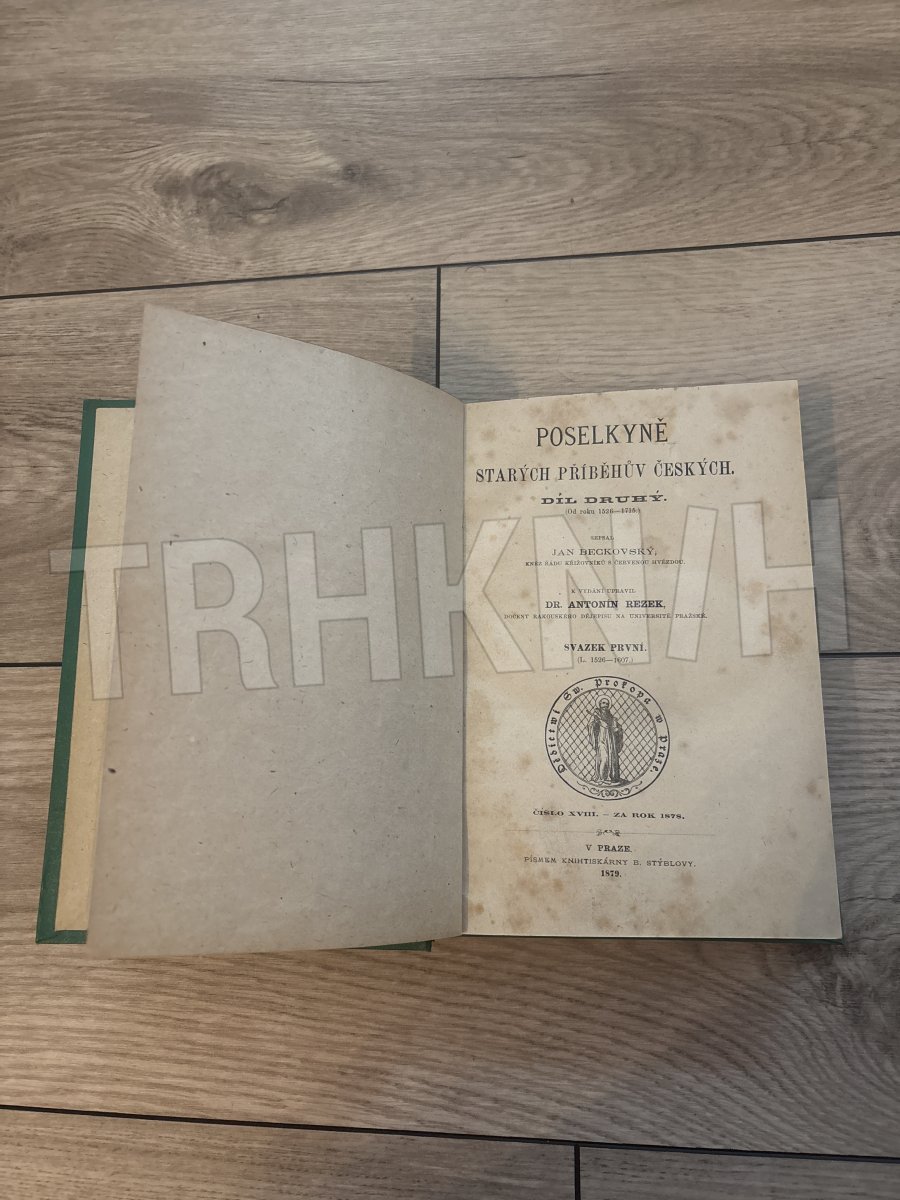 POSELKYNĚ
STARÝCH PŘÍBĚHŮV ČESKÝCH.
DÍL DRUHÝ.
(Od roku 1526—1715.)
SEPSAL
JAN BECKOVSKÝ,
KNĚZ ŘÁDU KŘIŽOVNÍKŮ S ČERVENOU HVĚZDOU.
K VYDÁNÍ UPRAVIL
DR. ANTONÍN REZEK,
DOCENT RAKOUSKÉHO DĚJEPISU NA UNIVERSITĚ PRAŽSKÉ.
SVAZEK PRVNÍ.
(L. 1526—1607.)
Dědictwí Sw. Prokopa w Praze.
ČÍSLO XVIII. — ZA ROK 1878.
V PRAZE.
PÍSMEM KNIHTISKÁRNY B. STÝBLOVY.
1879.
TRHKNIH